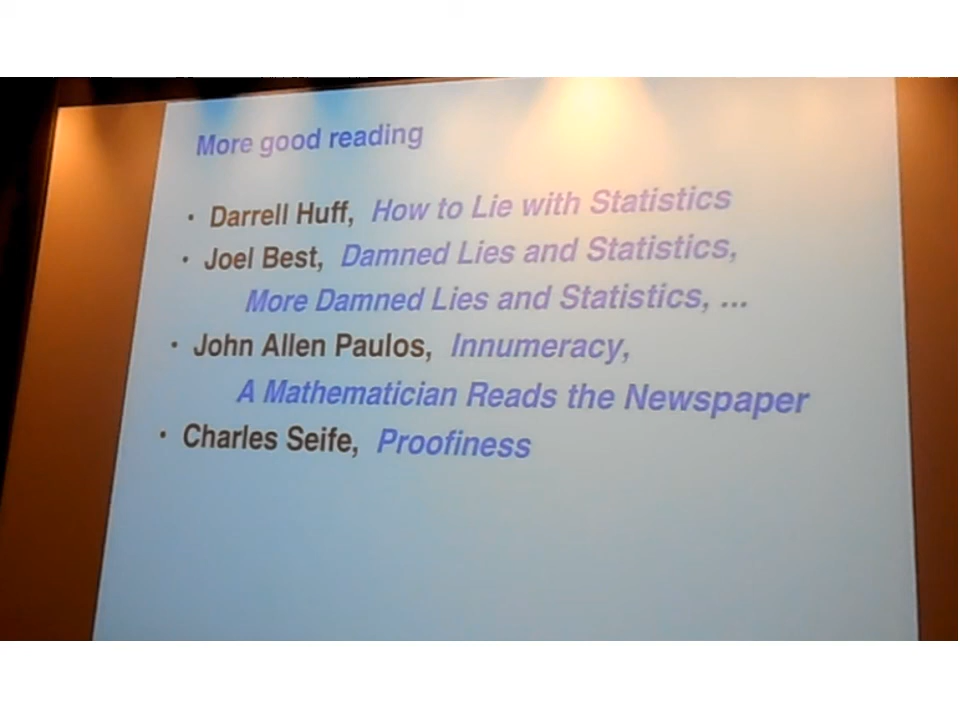 More good reading
• Darrell Huff, How to Lie with Statistics
• Joel Best, Damned Lies and Statistics,
More Damned Lies and Statistics, ...
• John Allen Paulos, Innumeracy,
A Mathematician Reads the Newspaper
• Charles Seife, Proofiness